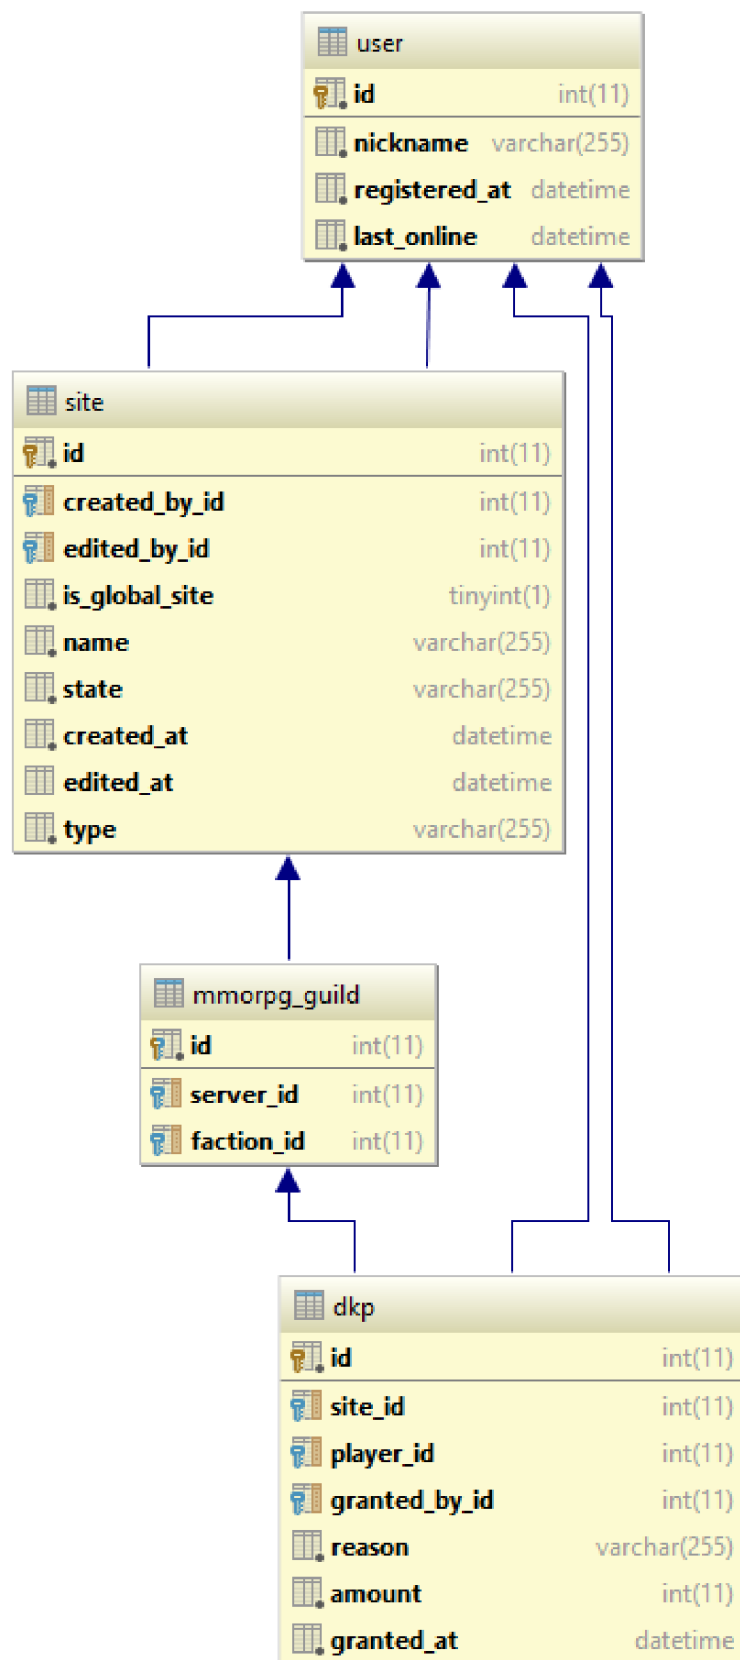 user
id int(11)
nickname varchar(255)
registered_at datetime
last_online datetime
site
id int(11)
created_by_id int(11)
edited_by_id int(11)
is_global_site tinyint(1)
name varchar(255)
state varchar(255)
created_at datetime
edited_at datetime
type varchar(255)
mmorpg_guild
id int(11)
server_id int(11)
faction_id int(11)
dkp
id int(11)
site_id int(11)
player_id int(11)
granted_by_id int(11)
reason varchar(255)
amount int(11)
granted_at datetime